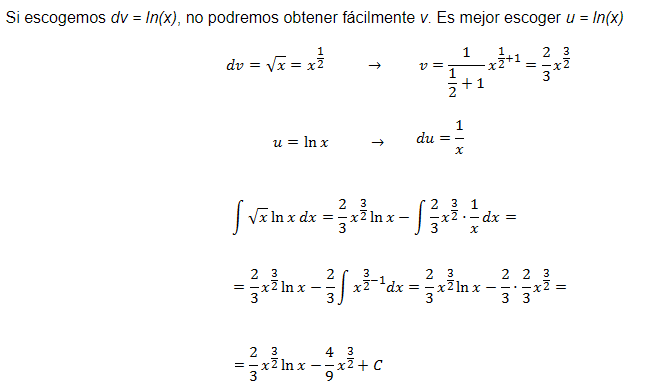 Si escogemos dv = ln(x), no podremos obtener fácilmente v. Es mejor escoger u = ln(x)
dv = √x = x^(1/2) → v = 1/(1/2 + 1) x^(1/2+1) = 2/3 x^(3/2)
u = ln x → du = 1/x
∫ √x ln x dx = 2/3 x^(3/2) ln x − ∫ 2/3 x^(3/2) · 1/x dx =
= 2/3 x^(3/2) ln x − 2/3 ∫ x^(3/2−1) dx = 2/3 x^(3/2) ln x − 2/3 · 2/3 x^(3/2) =
= 2/3 x^(3/2) ln x − 4/9 x^(3/2) + C